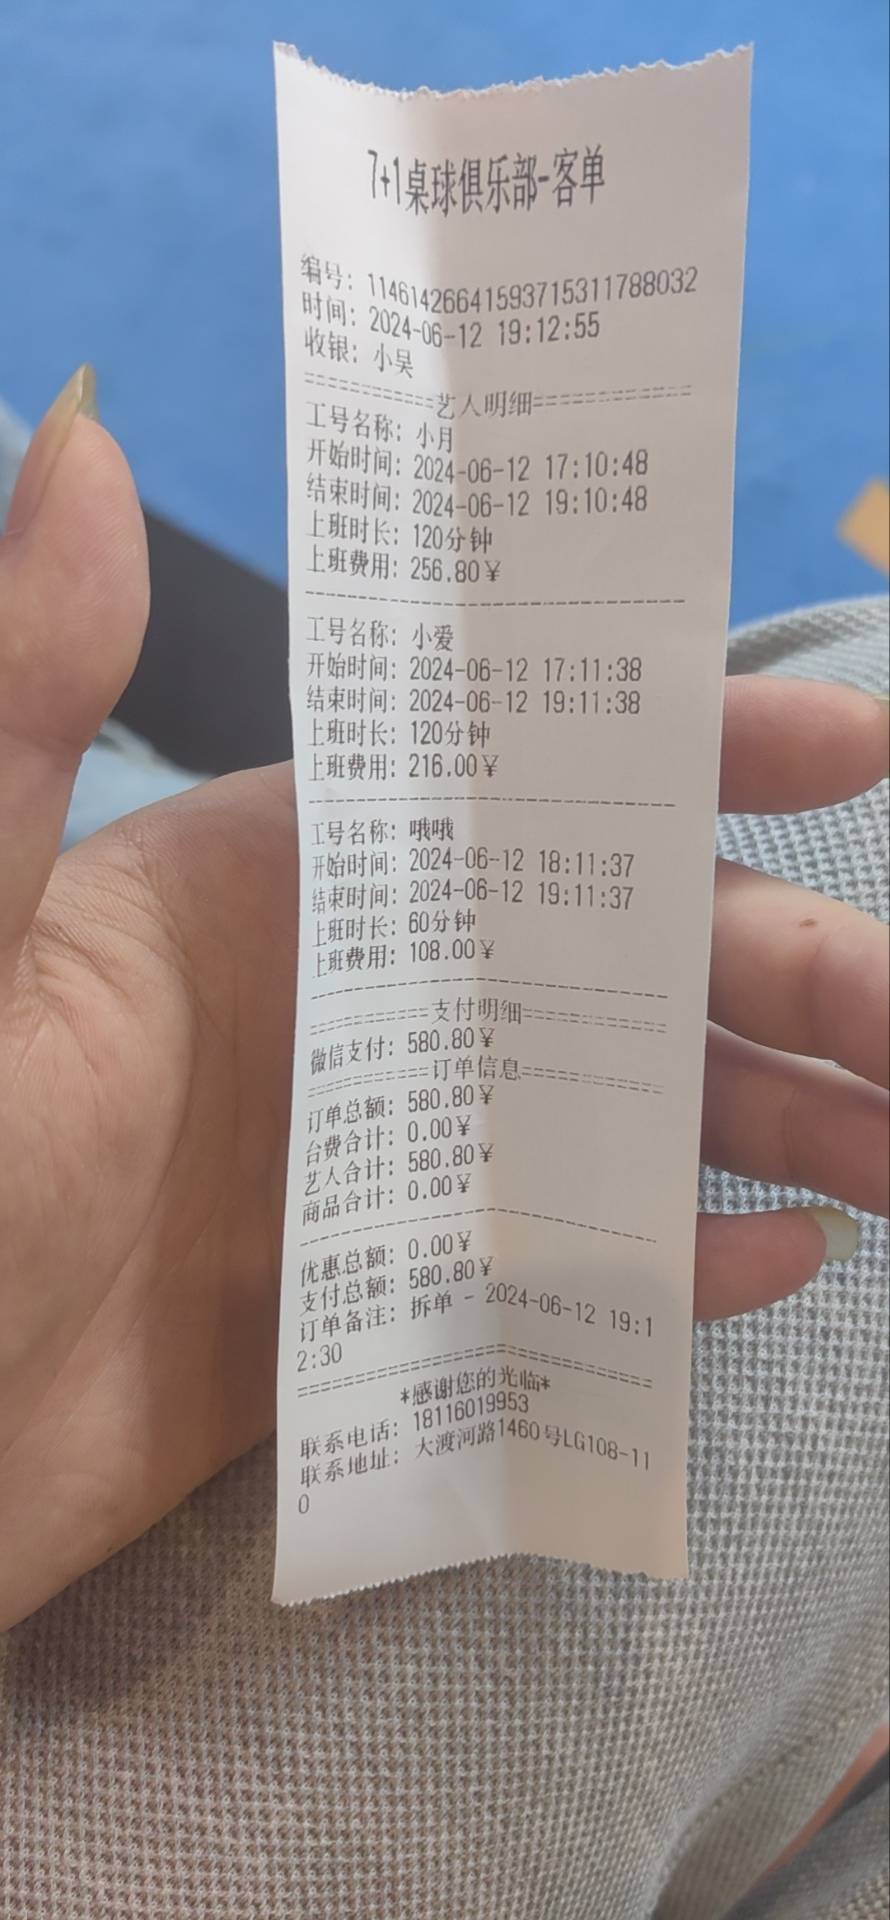 7+1桌球俱乐部-客单
编号: 11461426641593715311788032
时间: 2024-06-12 19:12:55
收银: 小吴
===========艺人明细============
工号名称: 小月
开始时间: 2024-06-12 17:10:48
结束时间: 2024-06-12 19:10:48
上班时长: 120分钟
上班费用: 256.80¥
--------------------------------
工号名称: 小爱
开始时间: 2024-06-12 17:11:38
结束时间: 2024-06-12 19:11:38
上班时长: 120分钟
上班费用: 216.00¥
--------------------------------
工号名称: 哦哦
开始时间: 2024-06-12 18:11:37
结束时间: 2024-06-12 19:11:37
上班时长: 60分钟
上班费用: 108.00¥
--------------------------------
===========支付明细============
微信支付: 580.80¥
===========订单信息============
订单总额: 580.80¥
台费合计: 0.00¥
艺人合计: 580.80¥
商品合计: 0.00¥
--------------------------------
优惠总额: 0.00¥
支付总额: 580.80¥
订单备注: 拆单 - 2024-06-12 19:1
2:30
================================
*感谢您的光临*
联系电话: 18116019953
联系地址: 大渡河路1460号LG108-11
0